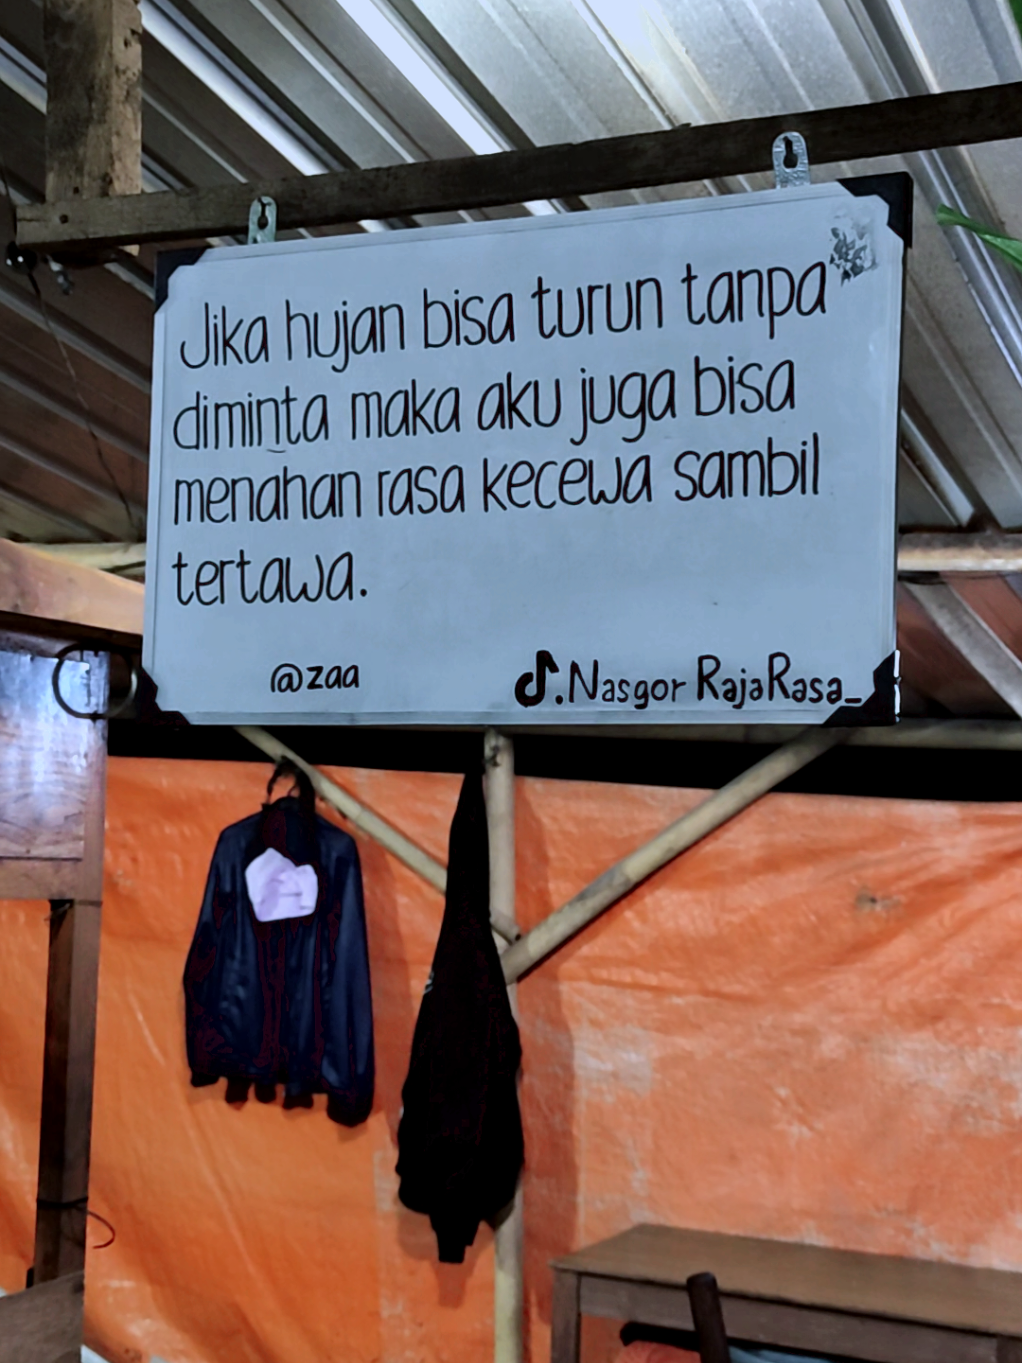 Jika hujan bisa turun tanpa
diminta maka aku juga bisa
menahan rasa kecewa sambil
tertawa.
@zaa
.Nasgor RajaRasa_